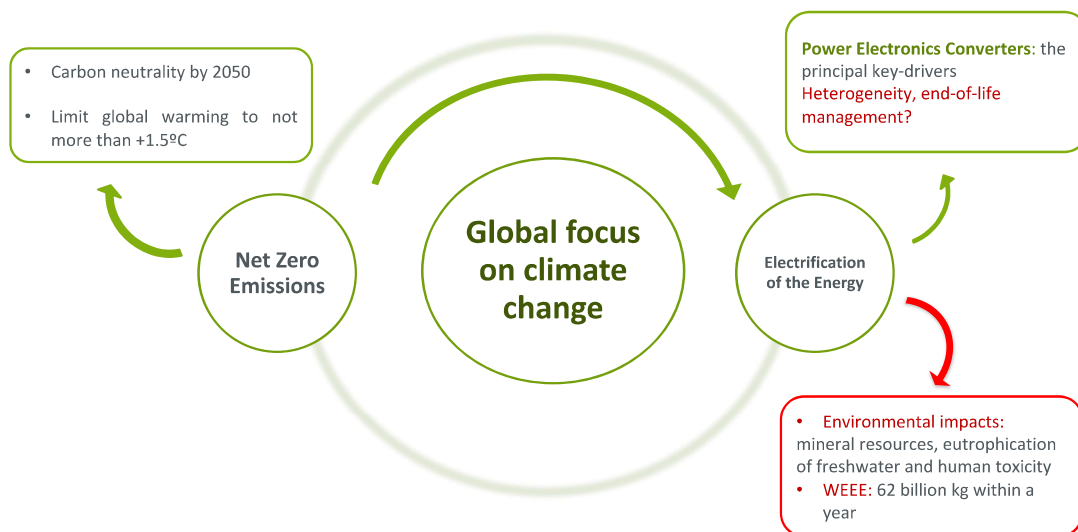 • Carbon neutrality by 2050
• Limit global warming to not
more than +1.5ºC
Net Zero
Emissions
Global focus
on climate
change
Electrification
of the Energy
Power Electronics Converters: the
principal key-drivers
Heterogeneity, end-of-life
management?
• Environmental impacts:
mineral resources, eutrophication
of freshwater and human toxicity
• WEEE: 62 billion kg within a
year